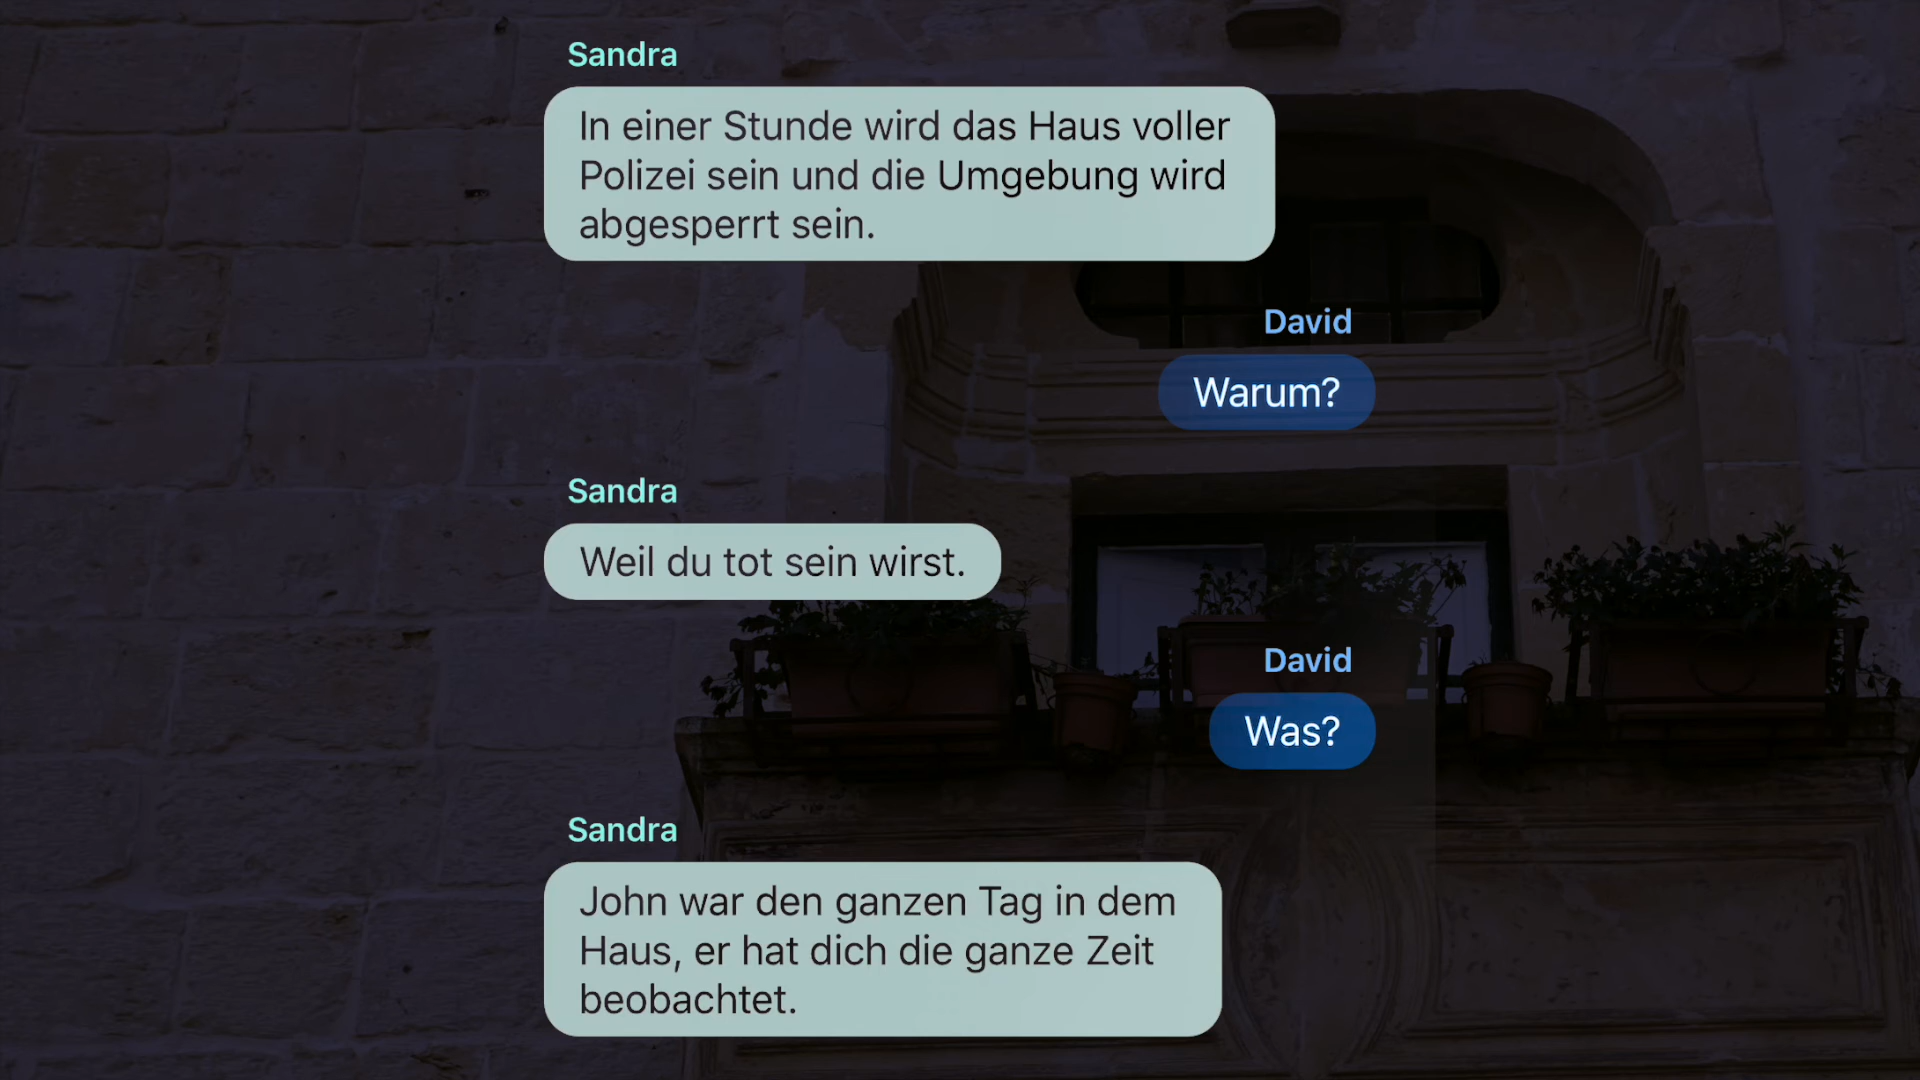 Sandra
In einer Stunde wird das Haus voller
Polizei sein und die Umgebung wird
abgesperrt sein.
David
Warum?
Sandra
Weil du tot sein wirst.
David
Was?
Sandra
John war den ganzen Tag in dem
Haus, er hat dich die ganze Zeit
beobachtet.